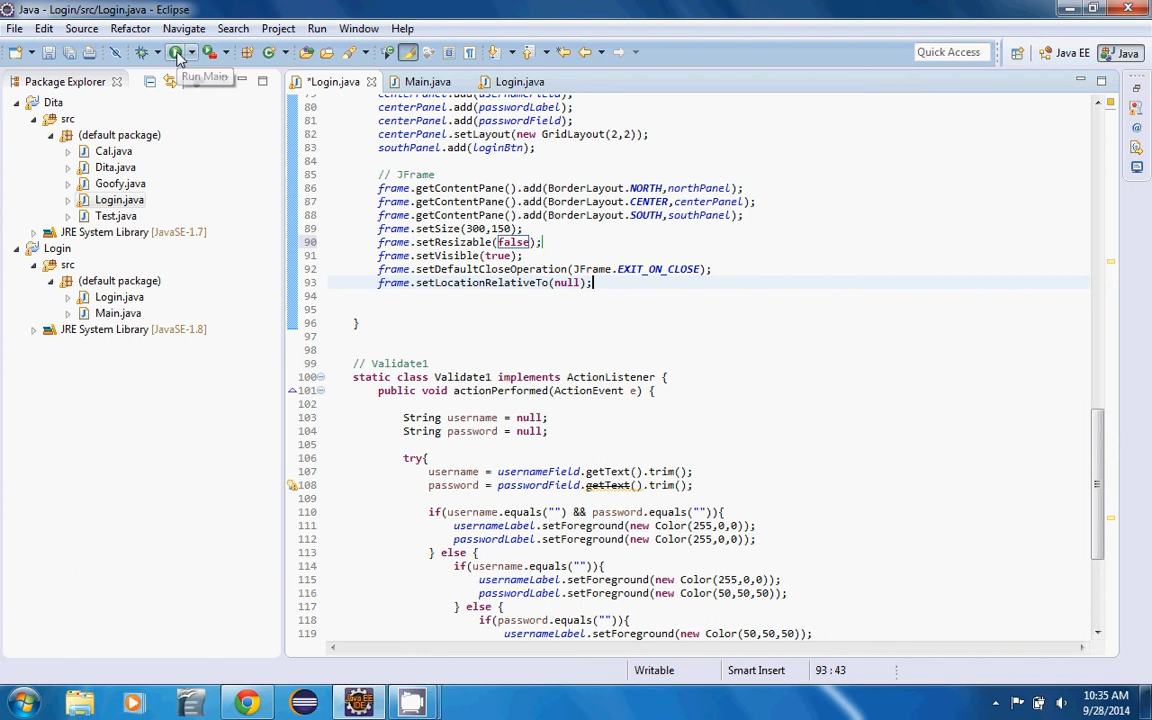 Java - Login/src/Login.java - Eclipse
File Edit Source Refactor Navigate Search Project Run Window Help
Quick Access Java EE Java
Run Main
Package Explorer
*Login.java Main.java Login.java
Dita
src
(default package)
Cal.java
Dita.java
Goofy.java
Login.java
Test.java
JRE System Library [JavaSE-1.7]
Login
src
(default package)
Login.java
Main.java
JRE System Library [JavaSE-1.8]
80 centerPanel.add(passwordLabel);
81 centerPanel.add(passwordField);
82 centerPanel.setLayout(new GridLayout(2,2));
83 southPanel.add(loginBtn);
84
85 // JFrame
86 frame.getContentPane().add(BorderLayout.NORTH,northPanel);
87 frame.getContentPane().add(BorderLayout.CENTER,centerPanel);
88 frame.getContentPane().add(BorderLayout.SOUTH,southPanel);
89 frame.setSize(300,150);
90 frame.setResizable(false);
91 frame.setVisible(true);
92 frame.setDefaultCloseOperation(JFrame.EXIT_ON_CLOSE);
93 frame.setLocationRelativeTo(null);
94
95
96 }
97
98
99 // Validate1
100 static class Validate1 implements ActionListener {
101 public void actionPerformed(ActionEvent e) {
102
103 String username = null;
104 String password = null;
105
106 try{
107 username = usernameField.getText().trim();
108 password = passwordField.getText().trim();
109
110 if(username.equals("") && password.equals("")){
111 usernameLabel.setForeground(new Color(255,0,0));
112 passwordLabel.setForeground(new Color(255,0,0));
113 } else {
114 if(username.equals("")){
115 usernameLabel.setForeground(new Color(255,0,0));
116 passwordLabel.setForeground(new Color(50,50,50));
117 } else {
118 if(password.equals("")){
119 usernameLabel.setForeground(new Color(50,50,50));
Writable Smart Insert 93 : 43
10:35 AM
9/28/2014